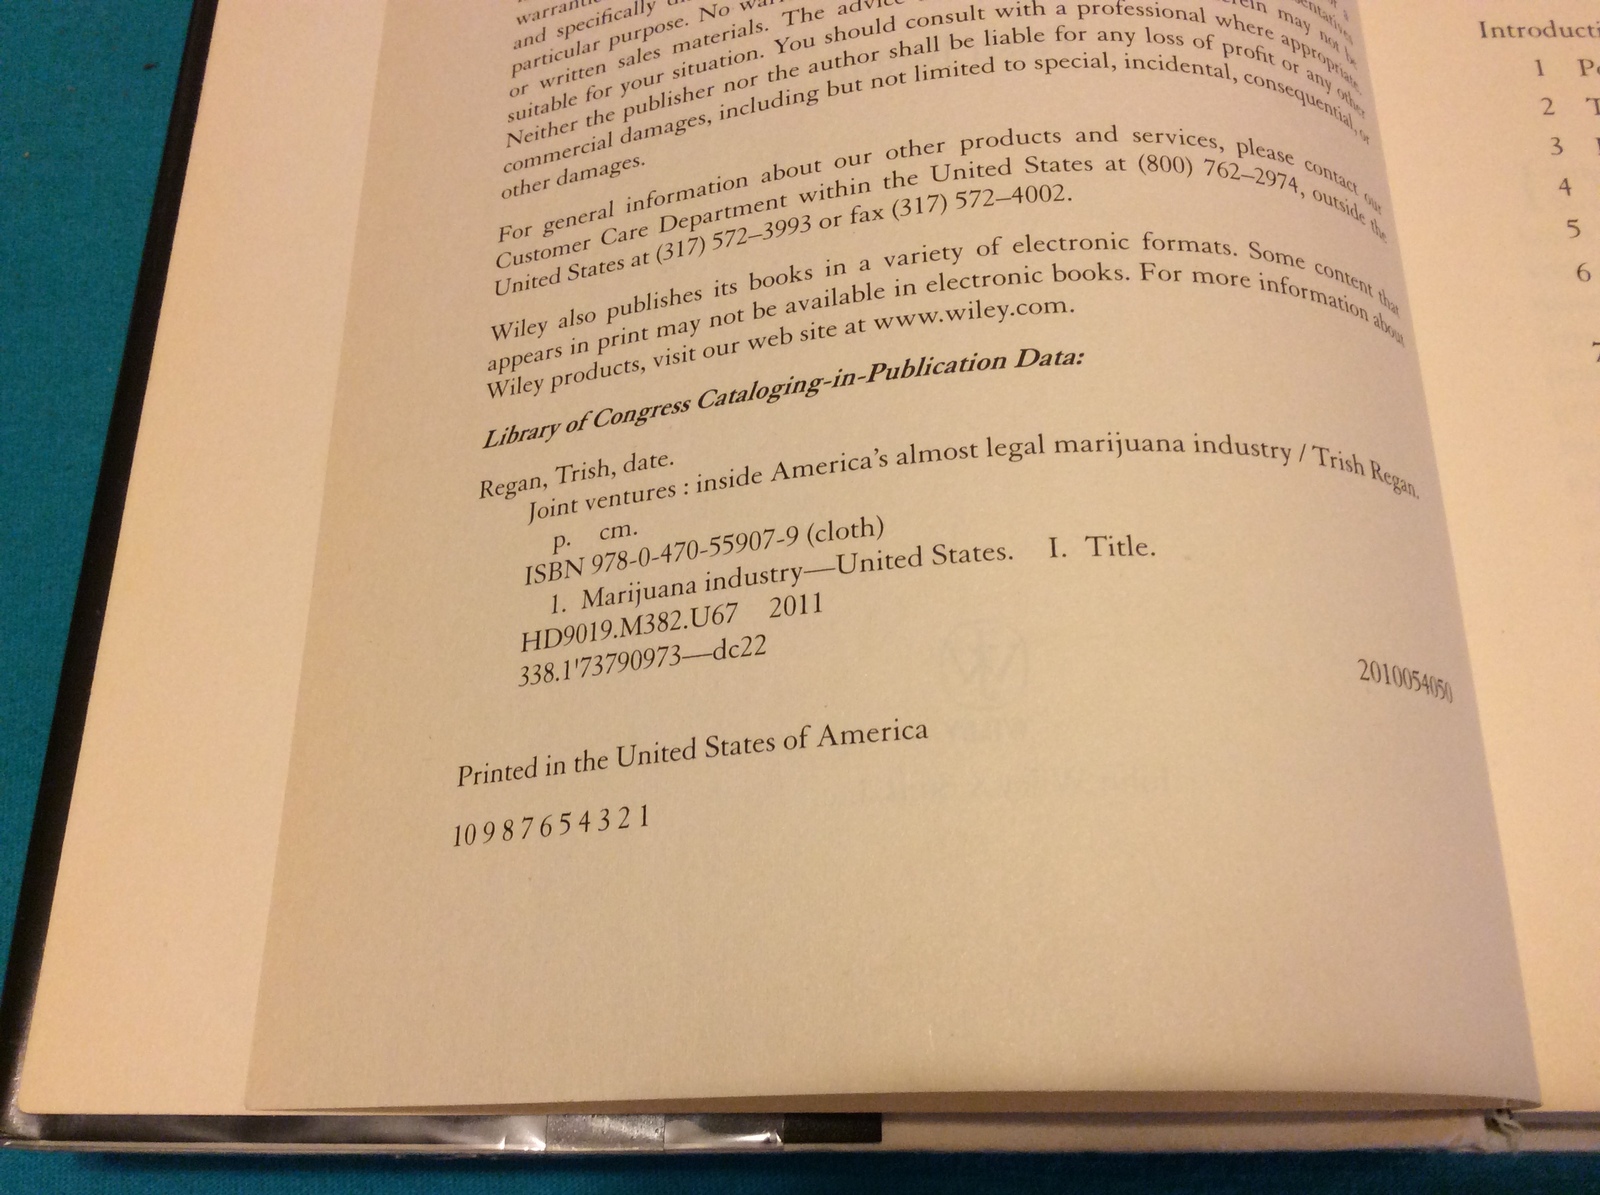 warranti
and specifically di
particular purpose. No war
or written sales materials. The advice rein may not be
suitable for your situation. You should consult with a professional where appropriate.
Neither the publisher nor the author shall be liable for any loss of profit or any other
commercial damages, including but not limited to special, incidental, consequential, or
other damages.
For general information about our other products and services, please contact our
Customer Care Department within the United States at (800) 762–2974, outside the
United States at (317) 572–3993 or fax (317) 572–4002.
Wiley also publishes its books in a variety of electronic formats. Some content that
appears in print may not be available in electronic books. For more information about
Wiley products, visit our web site at www.wiley.com.
Library of Congress Cataloging-in-Publication Data:
Regan, Trish, date.
Joint ventures : inside America's almost legal marijuana industry / Trish Regan.
p. cm.
ISBN 978-0-470-55907-9 (cloth)
1. Marijuana industry—United States. I. Title.
HD9019.M382.U67 2011
338.1'73790973—dc22
2010054050
Printed in the United States of America
10 9 8 7 6 5 4 3 2 1
Introducti
1 P
2 T
3
4
5
6
7